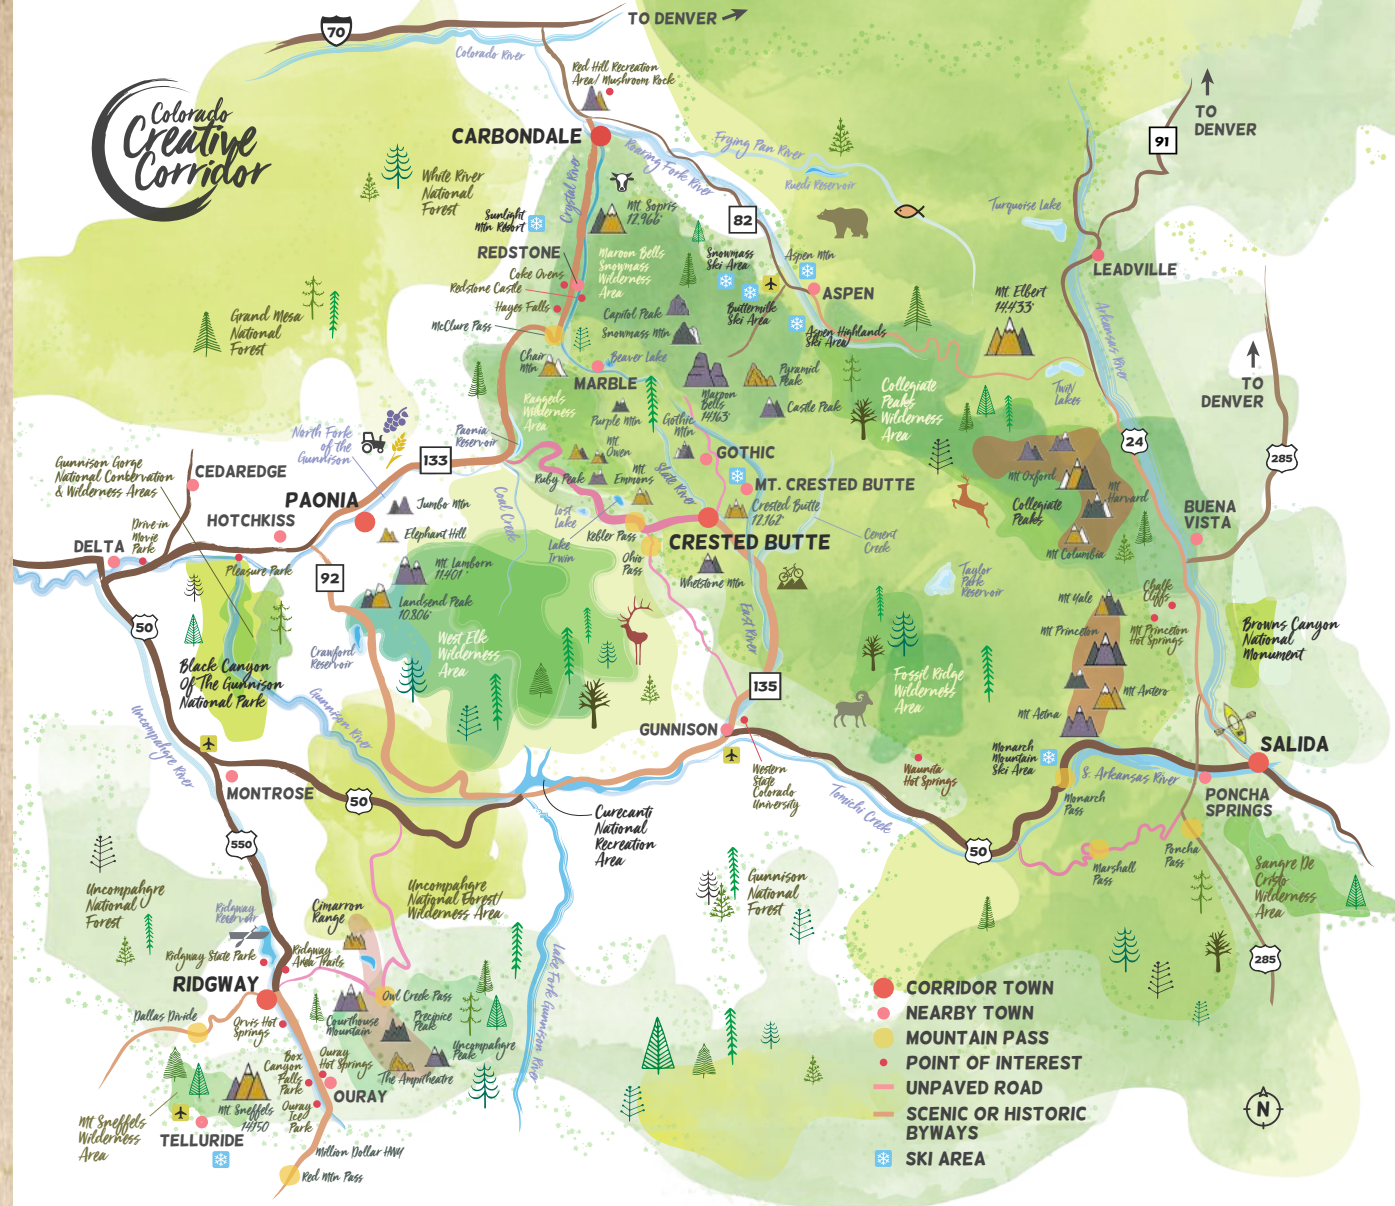 70
TO DENVER
Colorado River
Red Hill Recreation
Area/ Mushroom Rock
Colorado
Creative
Corridor
CARBONDALE
Roaring Fork River
Frying Pan River
Ruedi Reservoir
TO
DENVER
91
White River
National
Forest
Crystal River
Sunlight
Mtn Resort
Mt. Sopris
12,966'
82
Turquoise Lake
REDSTONE
Coke Ovens
Redstone Castle
Hayes Falls
McClure Pass
Maroon Bells
Snowmass
Wilderness
Area
Snowmass
Ski Area
Aspen Mtn
ASPEN
Buttermilk
Ski Area
Aspen Highlands
Ski Area
LEADVILLE
Mt. Elbert
14,433'
Arkansas River
Capitol Peak
Snowmass Mtn
Grand Mesa
National
Forest
Chair
Mtn
Beaver Lake
MARBLE
Maroon
Bells
14,163'
Pyramid
Peak
Castle Peak
Collegiate
Peaks
Wilderness
Area
Twin
Lakes
TO
DENVER
Raggeds
Wilderness
Area
Purple Mtn
Gothic
Mtn
GOTHIC
Paonia
Reservoir
Mt.
Owen
Ruby Peak
Mt
Emmons
Slate River
MT. CRESTED BUTTE
Crested Butte
12,162'
North Fork
of the
Gunnison
133
24
285
Mt Oxford
Mt
Harvard
Collegiate
Peaks
Mt Columbia
BUENA
VISTA
Gunnison Gorge
National Conservation
& Wilderness Areas
CEDAREDGE
PAONIA
Jumbo Mtn
HOTCHKISS
Drive-in
Movie
Park
DELTA
Elephant Hill
Coal Creek
Lost
Lake
Lake
Irwin
Kebler Pass
CRESTED BUTTE
Cement
Creek
Ohio
Pass
Whetstone Mtn
Pleasure Park
92
Mt Lamborn
11,401'
Landsend Peak
10,806'
Taylor
Park
Reservoir
Chalk
Cliffs
Mt Yale
Mt Princeton
Mt Princeton
Hot Springs
Mt Antero
Mt Aetna
Browns Canyon
National
Monument
50
Crawford
Reservoir
West Elk
Wilderness
Area
East River
Fossil Ridge
Wilderness
Area
Black Canyon
Of The Gunnison
National Park
135
Uncompahgre River
Gunnison River
GUNNISON
Western
State
Colorado
University
Waunita
Hot Springs
Monarch
Mountain
Ski Area
SALIDA
S. Arkansas River
Monarch
Pass
PONCHA
SPRINGS
MONTROSE
50
Curecanti
National
Recreation
Area
Tomichi Creek
550
50
Marshall
Pass
Poncha
Pass
Sangre De
Cristo
Wilderness
Area
Uncompahgre
National
Forest
Gunnison
National
Forest
Uncompahgre
National Forest/
Wilderness Area
Cimarron
Range
Ridgway
Reservoir
Ridgway State Park
Ridgway
Area Trails
RIDGWAY
Lake Fork Gunnison River
285
Dallas Divide
Orvis Hot
Springs
Owl Creek Pass
Courthouse
Mountain
Precipice
Peak
Uncompahgre
Peak
The Ampitheatre
Box
Canyon
Falls
Park
Ouray
Hot Springs
OURAY
Ouray
Ice
Park
Mt. Sneffels
14,150
Mt Sneffels
Wilderness
Area
TELLURIDE
Million Dollar HWY
Red Mtn Pass
CORRIDOR TOWN
NEARBY TOWN
MOUNTAIN PASS
POINT OF INTEREST
UNPAVED ROAD
SCENIC OR HISTORIC
BYWAYS
SKI AREA
N